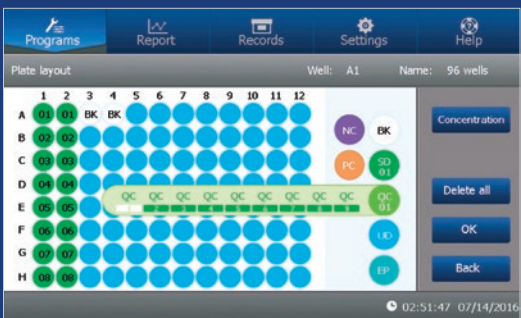 Programs Report Records Settings Help
Plate layout Well: A1 Name: 96 wells
1 2 3 4 5 6 7 8 9 10 11 12
A 01 01 BK BK
NC BK
Concentration
B 02 02
C 03 03
PC SD 01
D 04 04
Delete all
QC QC QC QC QC QC QC QC QC 01
E 05 05
F 06 06
UD
OK
G 07 07
EP
Back
H 08 08
02:51:47 07/14/2016